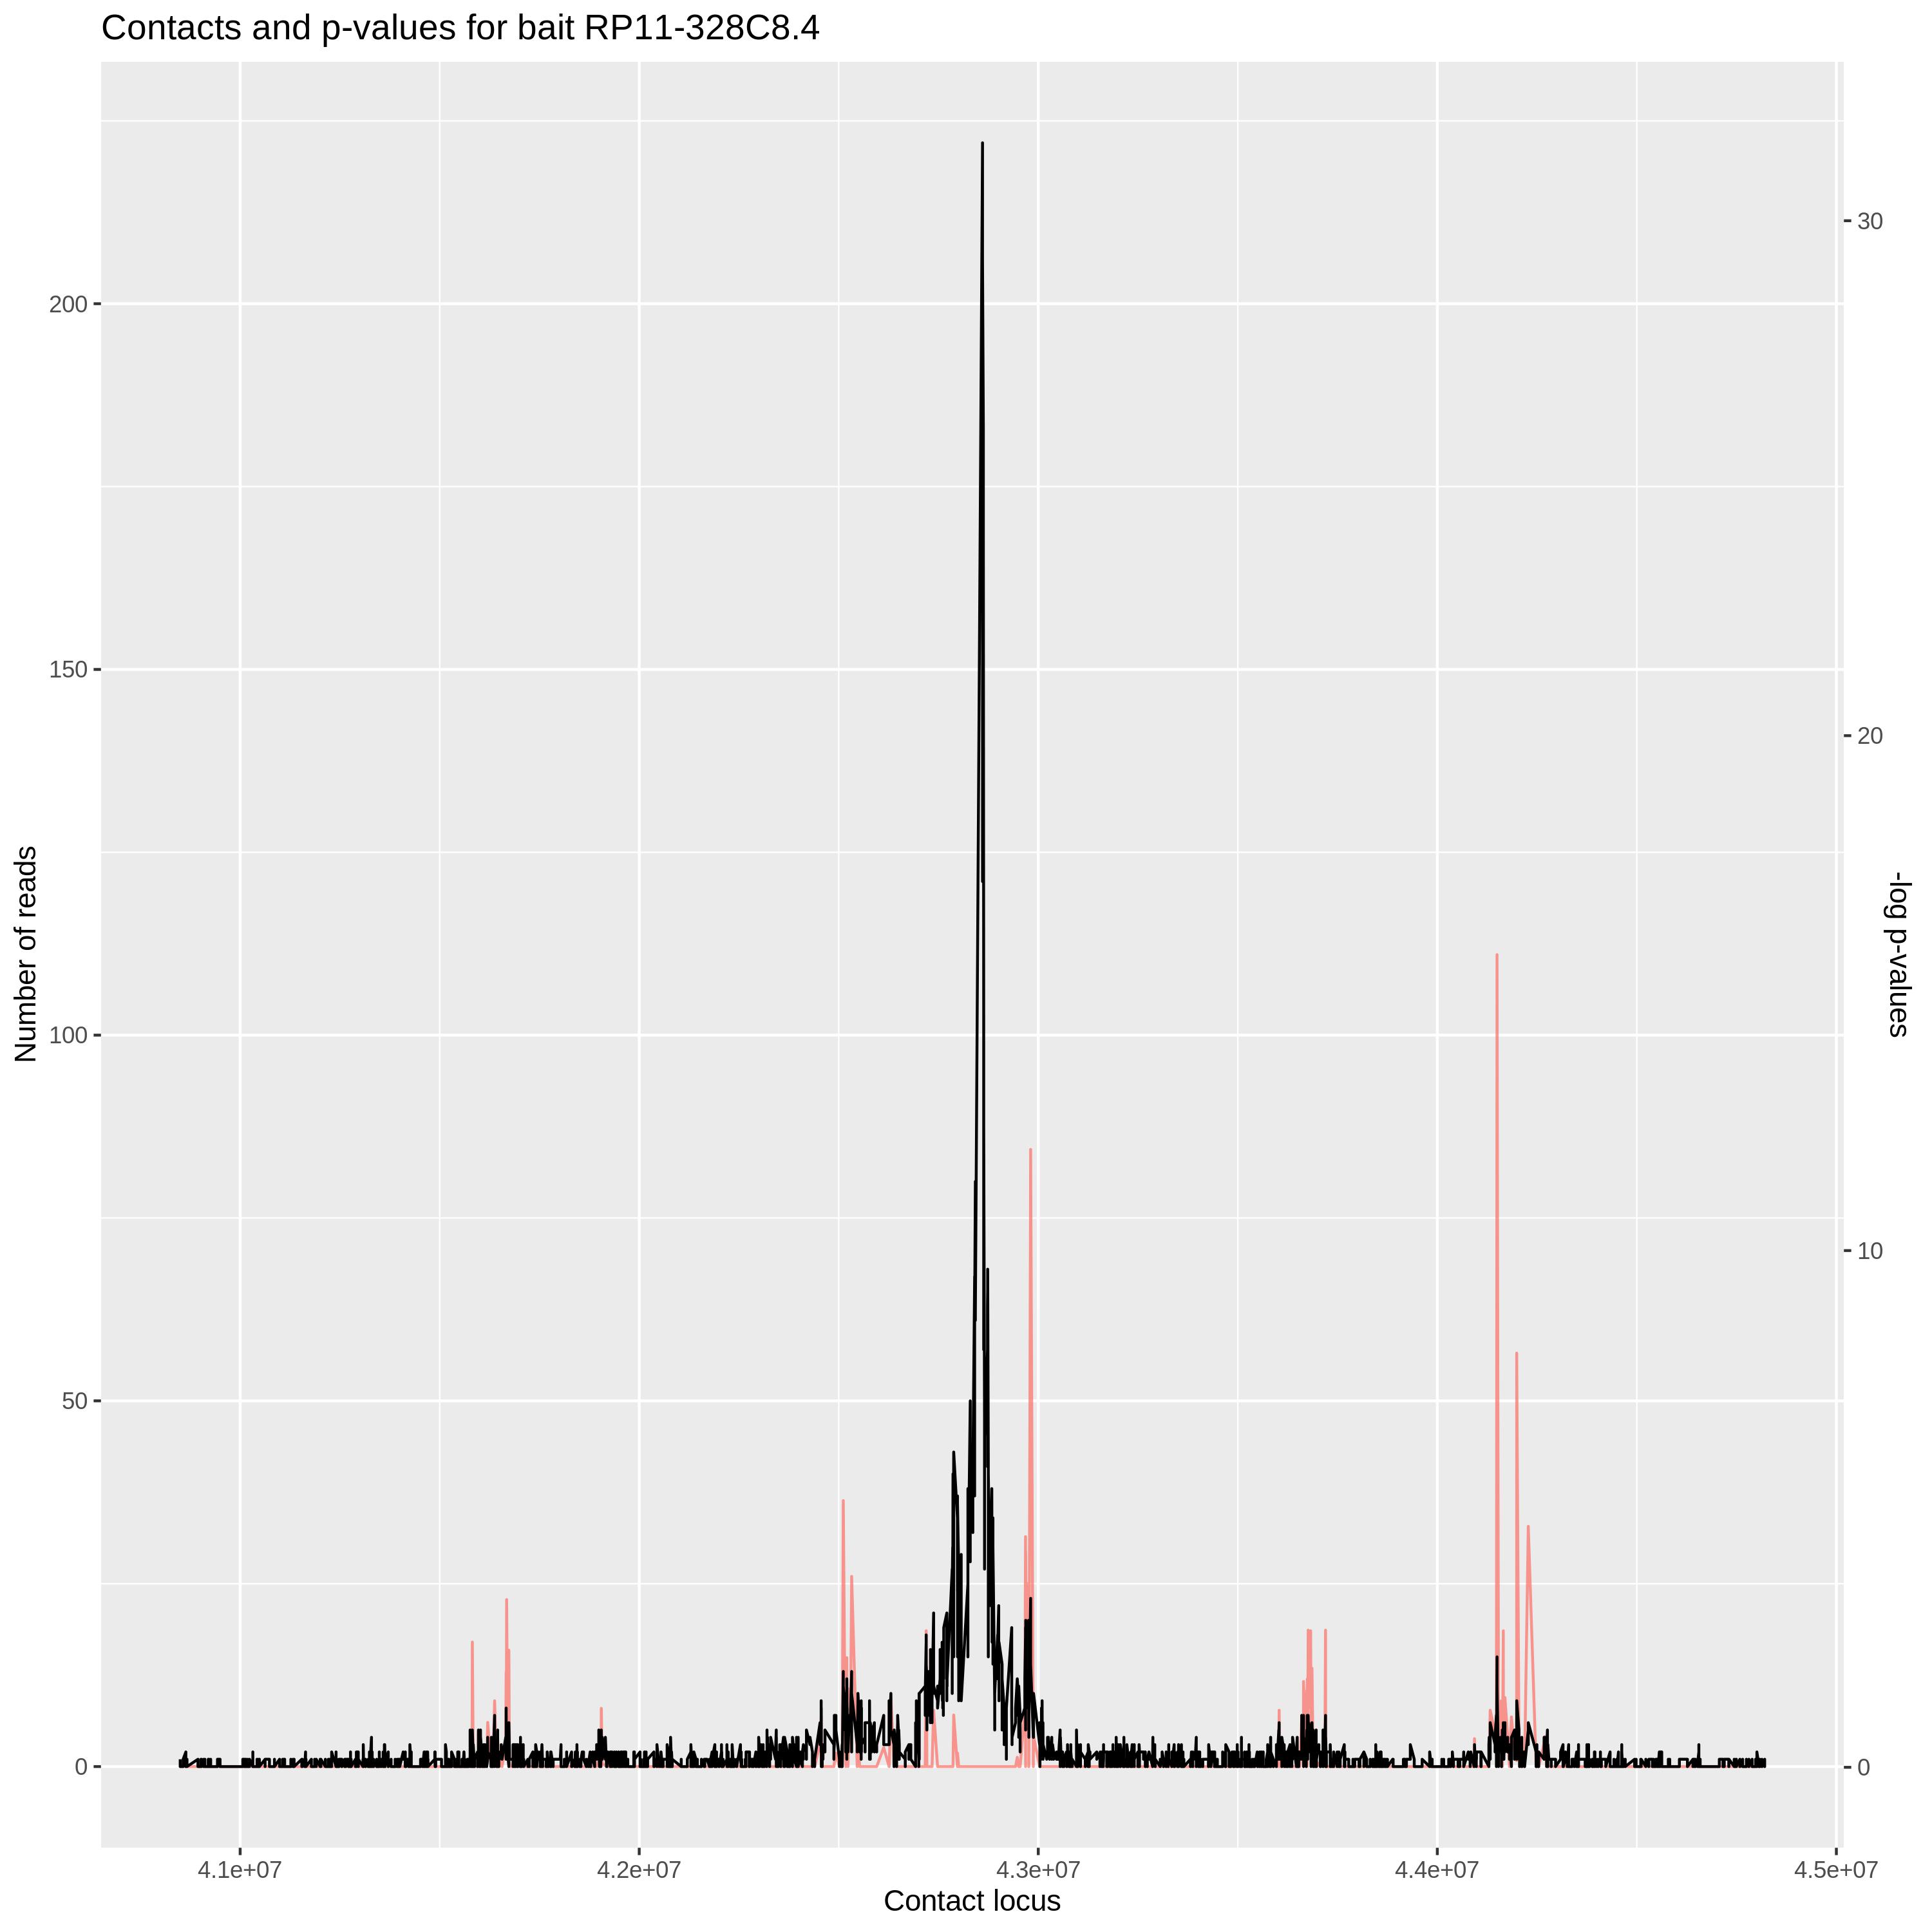 Contacts and p-values for bait RP11-328C8.4
Number of reads
200
150
100
50
0
30
20
10
0
-log p-values
4.1e+07 4.2e+07 4.3e+07 4.4e+07 4.5e+07
Contact locus